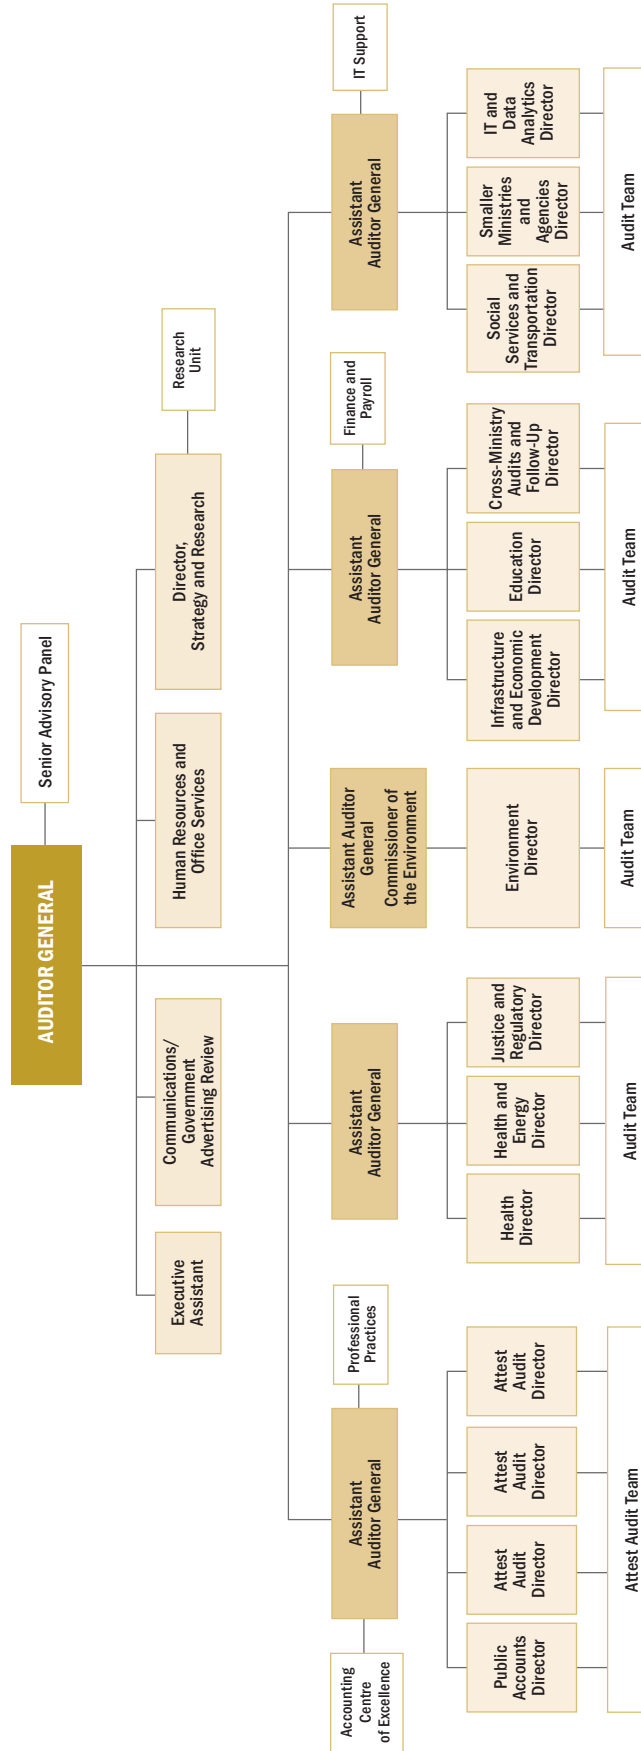 AUDITOR GENERAL
Senior Advisory Panel
Executive
Assistant
Communications/
Government
Advertising Review
Human Resources and
Office Services
Director,
Strategy and Research
Research
Unit
Accounting
Centre
of Excellence
Assistant
Auditor General
Professional
Practices
Assistant
Auditor General
Assistant Auditor
General
Commissioner of
the Environment
Assistant
Auditor General
Finance and
Payroll
Assistant
Auditor General
IT Support
Public
Accounts
Director
Attest
Audit
Director
Attest
Audit
Director
Attest
Audit
Director
Health
Director
Health and
Energy
Director
Justice and
Regulatory
Director
Environment
Director
Infrastructure
and Economic
Development
Director
Education
Director
Cross-Ministry
Audits and
Follow-Up
Director
Social
Services and
Transportation
Director
Smaller
Ministries
and
Agencies
Director
IT and
Data
Analytics
Director
Attest Audit Team
Audit Team
Audit Team
Audit Team
Audit Team